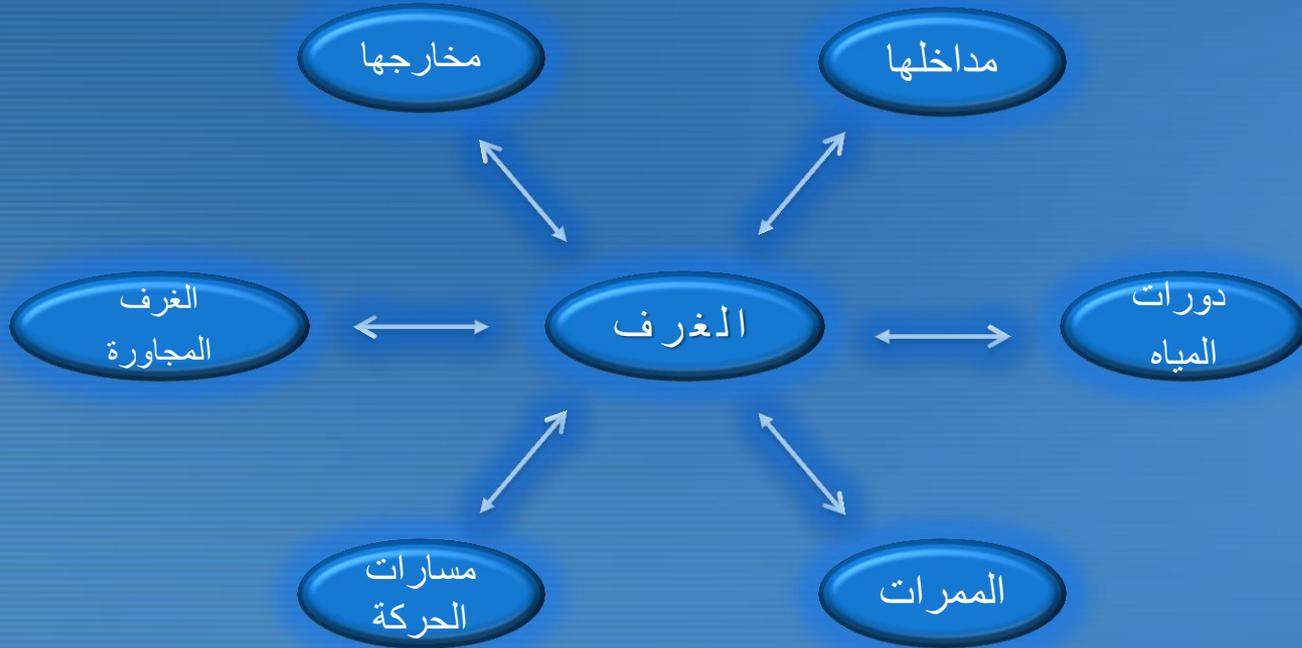 مداخلها
مخارجها
دورات
المياه
الغرف
الغرف
المجاورة
الممرات
مسارات
الحركة